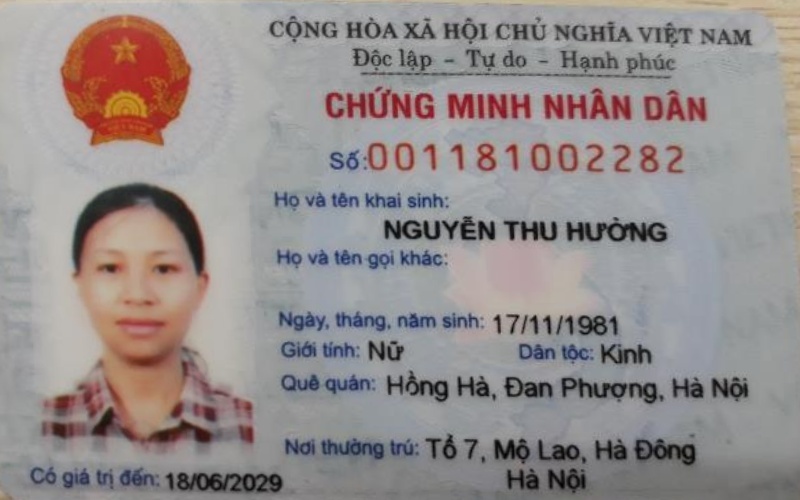 CỘNG HÒA XÃ HỘI CHỦ NGHĨA VIỆT NAM
Độc lập - Tự do - Hạnh phúc
CHỨNG MINH NHÂN DÂN
Số: 001181002282
Họ và tên khai sinh:
NGUYỄN THU HƯỜNG
Họ và tên gọi khác:
Ngày, tháng, năm sinh: 17/11/1981
Giới tính: Nữ Dân tộc: Kinh
Quê quán: Hồng Hà, Đan Phượng, Hà Nội
Nơi thường trú: Tổ 7, Mộ Lao, Hà Đông
Hà Nội
Có giá trị đến: 18/06/2029